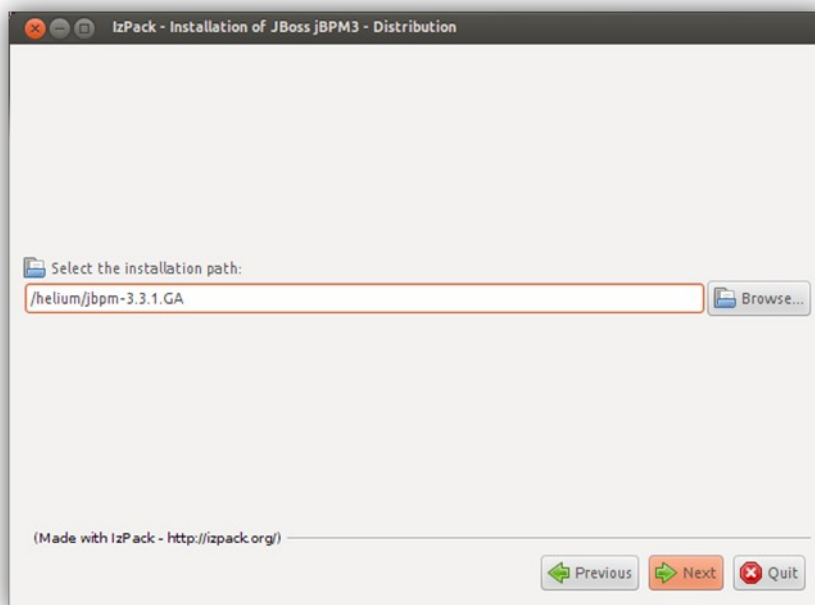 IzPack - Installation of JBoss jBPM3 - Distribution
Select the installation path:
/helium/jbpm-3.3.1.GA
Browse...
(Made with IzPack - http://izpack.org/)
Previous
Next
Quit